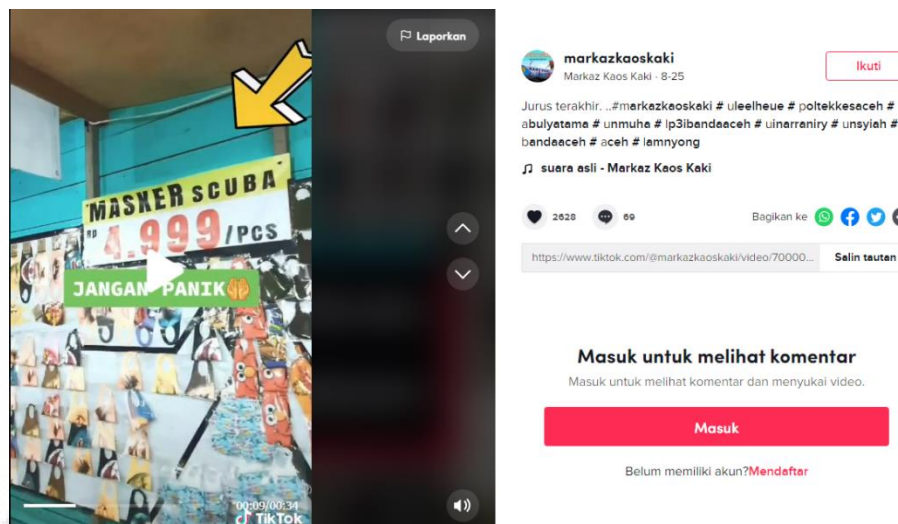 Laporkan
MASKER SCUBA
RP 4.999/PCS
JANGAN PANIK
00:09/00:34
TikTok
markazkaoskaki
Markaz Kaos Kaki · 8-25
Ikuti
Jurus terakhir. ..#markazkaoskaki # uleelheue # poltekkesaceh #
abulyatama # unmuha # lp3ibandaaceh # uinarraniry # unsyiah #
bandaaceh # aceh # lamnyong
suara asli - Markaz Kaos Kaki
2628
69
Bagikan ke
https://www.tiktok.com/@markazkaoskaki/video/70000...
Salin tautan
Masuk untuk melihat komentar
Masuk untuk melihat komentar dan menyukai video.
Masuk
Belum memiliki akun?Mendaftar